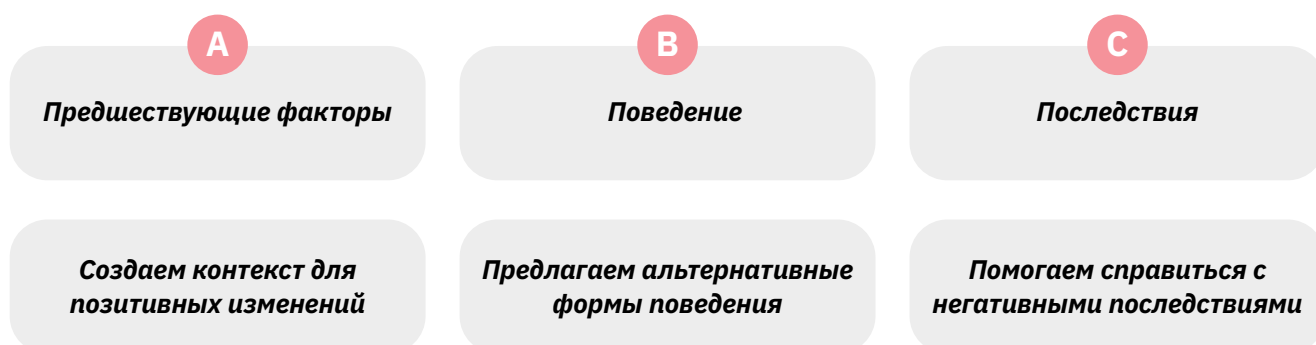 A
B
C
Предшествующие факторы
Поведение
Последствия
Создаем контекст для
позитивных изменений
Предлагаем альтернативные
формы поведения
Помогаем справиться с
негативными последствиями